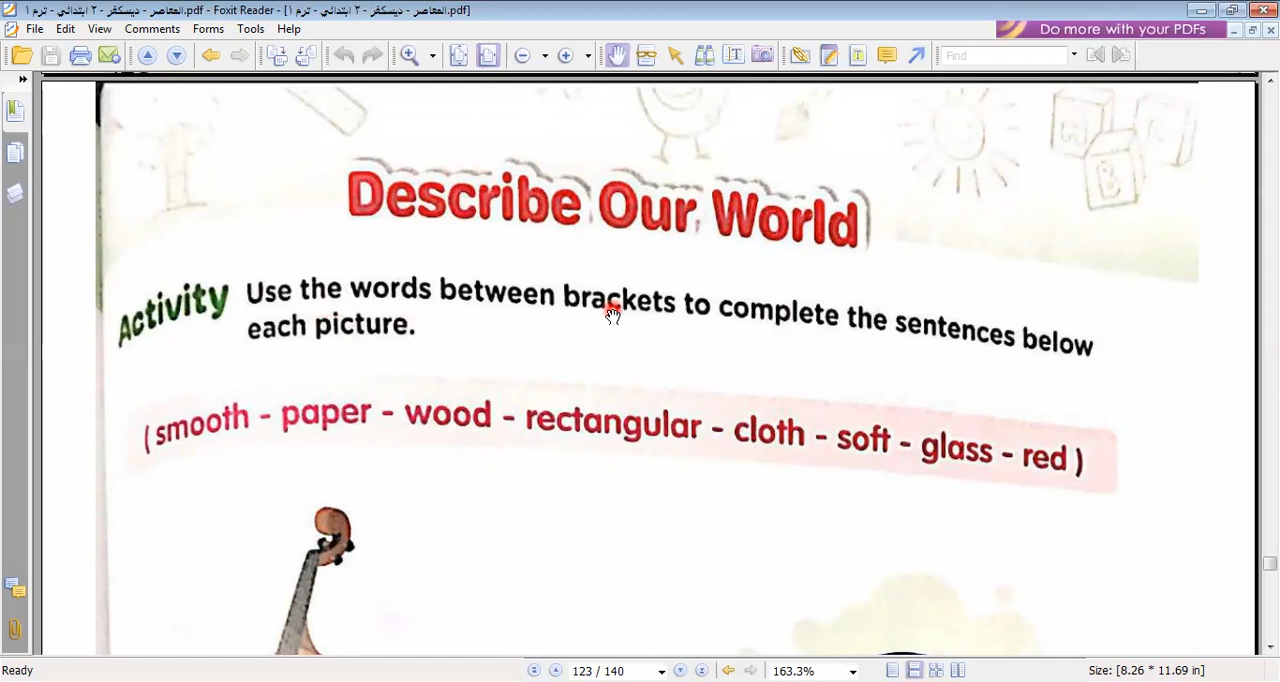 المعاصر - ديسكفر - ٢ ابتدائي - ترم ١.pdf - Foxit Reader - [المعاصر - ديسكفر - ٢ ابتدائي - ترم ١.pdf]
File Edit View Comments Forms Tools Help
Do more with your PDFs
Find
Describe Our World
Activity Use the words between brackets to complete the sentences below
each picture.
( smooth - paper - wood - rectangular - cloth - soft - glass - red )
A
B
Ready
123 / 140
163.3%
Size: [8.26 * 11.69 in]